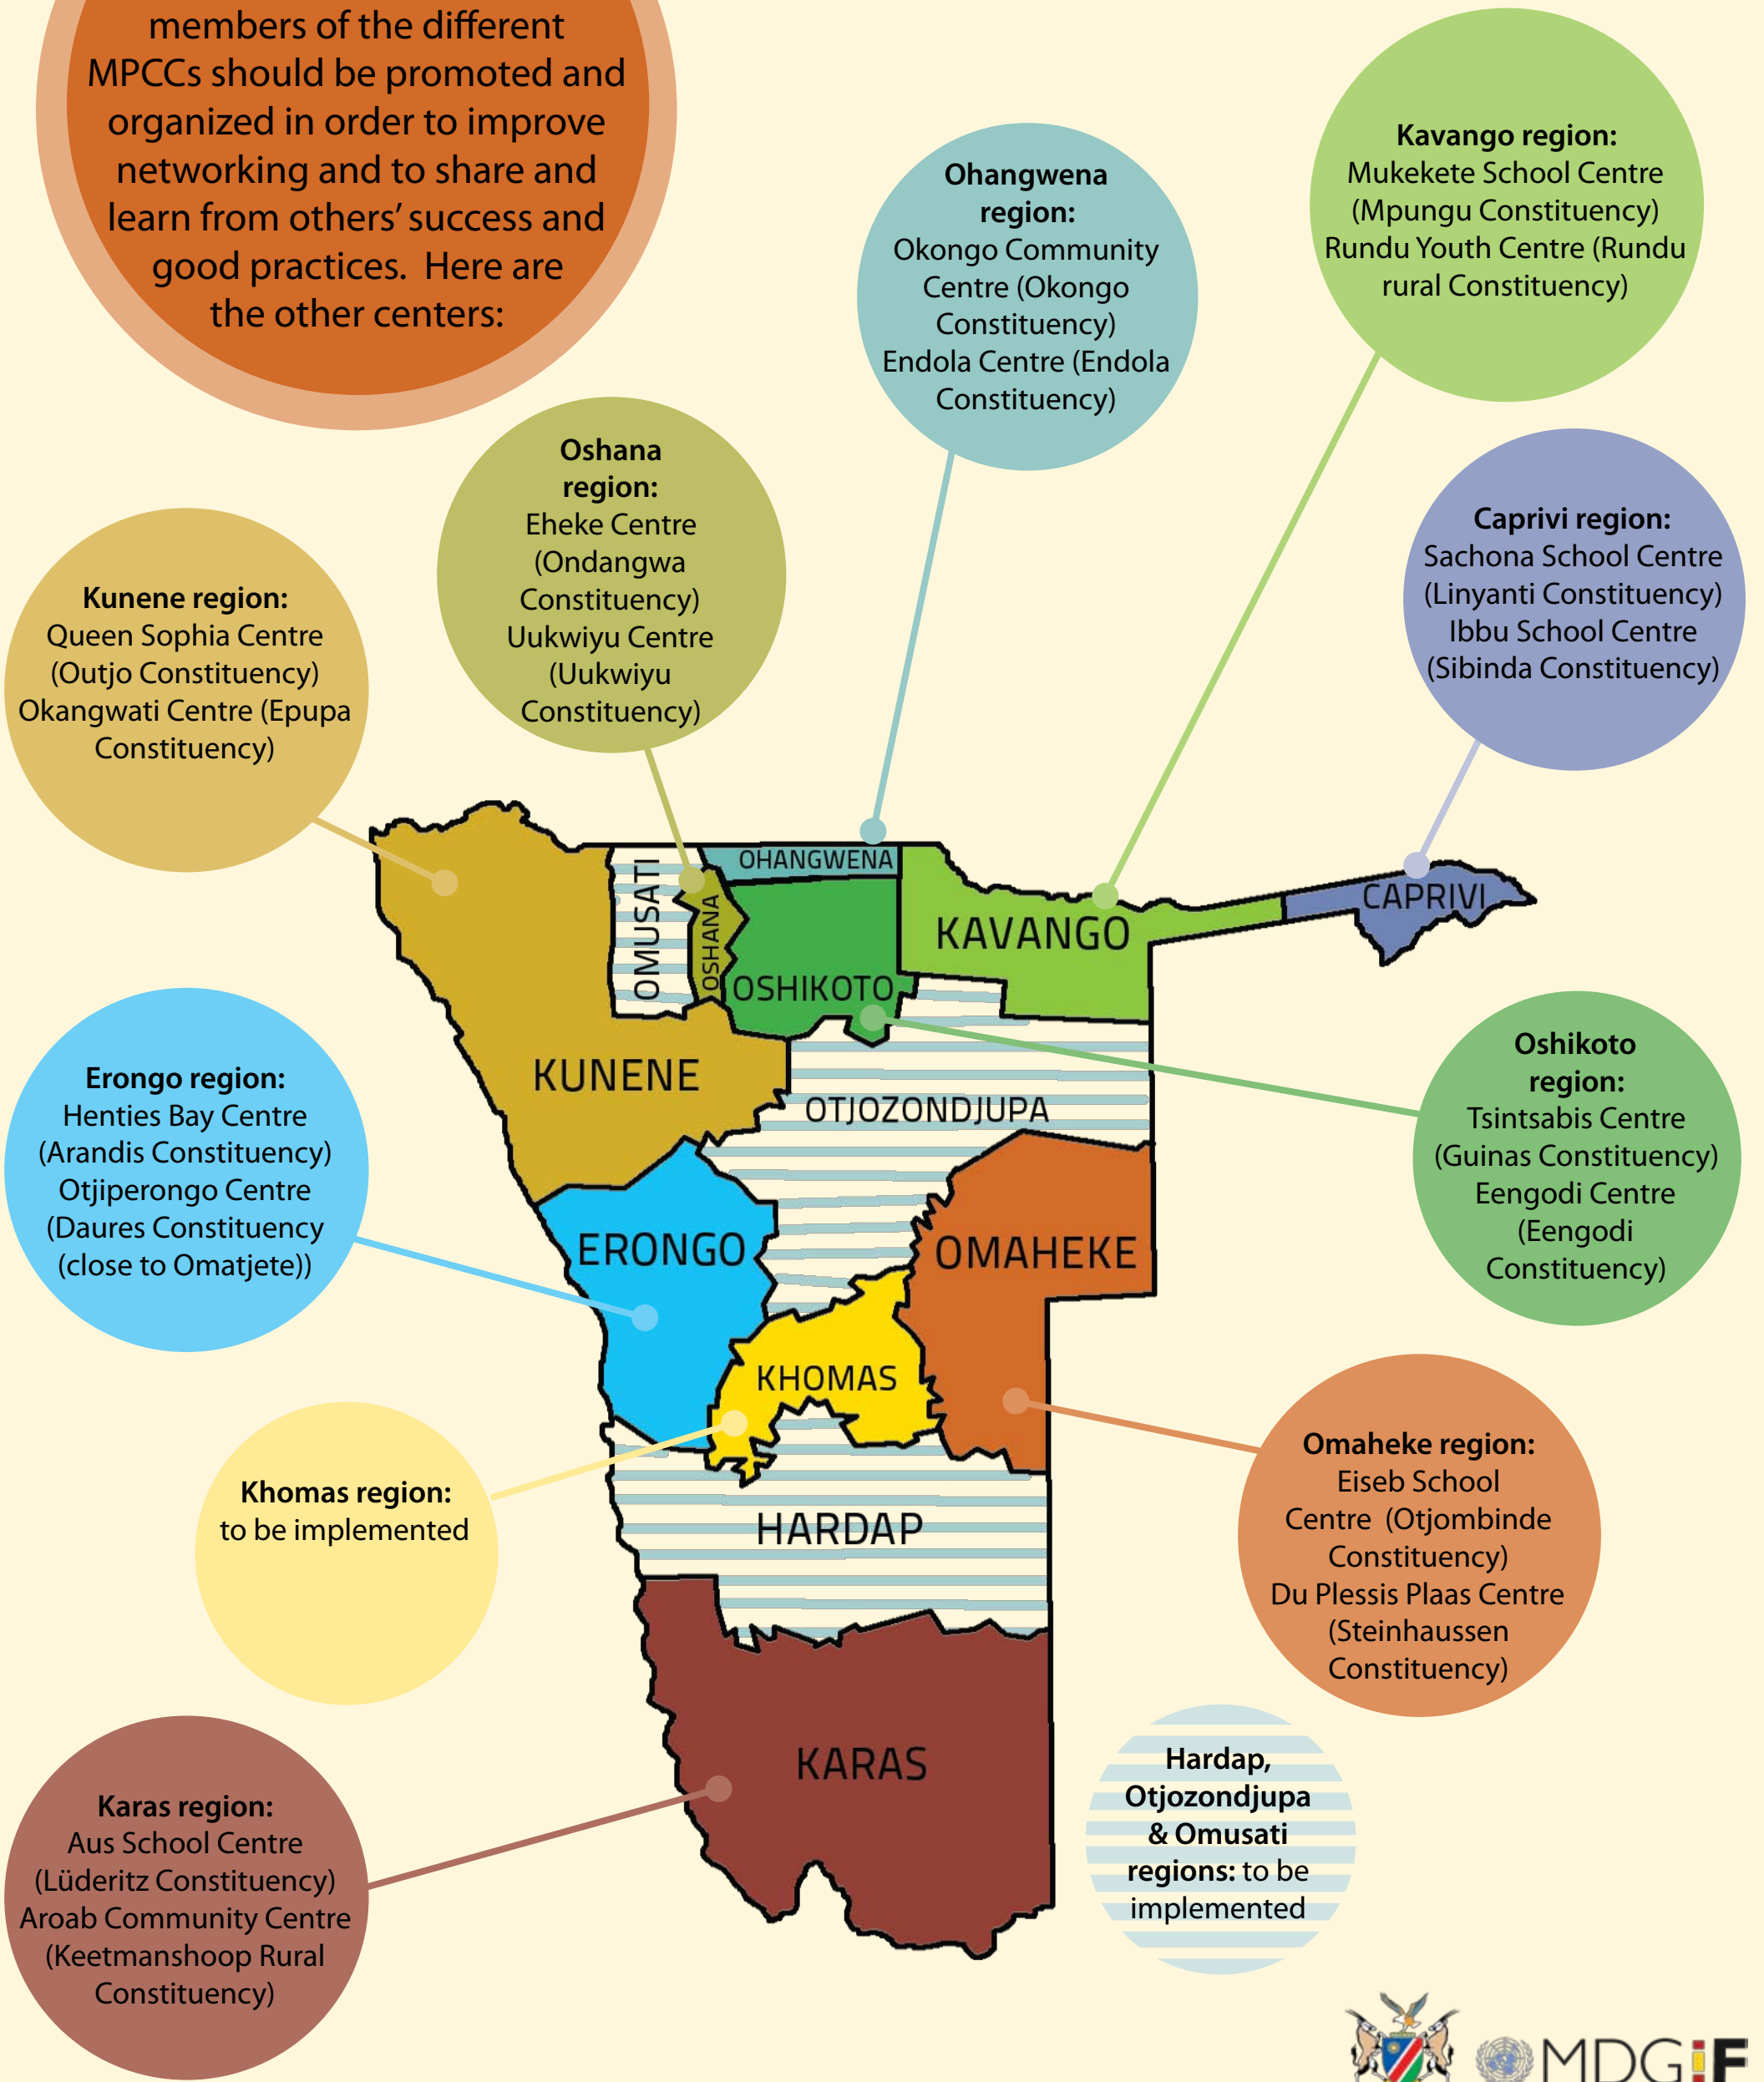 members of the different
MPCCs should be promoted and
organized in order to improve
networking and to share and
learn from others' success and
good practices.  Here are
the other centers:
Ohangwena
region:
Okongo Community
Centre (Okongo
Constituency)
Endola Centre (Endola
Constituency)
Kavango region:
Mukekete School Centre
(Mpungu Constituency)
Rundu Youth Centre (Rundu
rural Constituency)
Oshana
region:
Eheke Centre
(Ondangwa
Constituency)
Uukwiyu Centre
(Uukwiyu
Constituency)
Caprivi region:
Sachona School Centre
(Linyanti Constituency)
Ibbu School Centre
(Sibinda Constituency)
Kunene region:
Queen Sophia Centre
(Outjo Constituency)
Okangwati Centre (Epupa
Constituency)
OMUSATI
OSHANA
OHANGWENA
OSHIKOTO
KAVANGO
CAPRIVI
KUNENE
OTJOZONDJUPA
ERONGO
OMAHEKE
KHOMAS
HARDAP
KARAS
Erongo region:
Henties Bay Centre
(Arandis Constituency)
Otjiperongo Centre
(Daures Constituency
(close to Omatjete))
Oshikoto
region:
Tsintsabis Centre
(Guinas Constituency)
Eengodi Centre
(Eengodi
Constituency)
Khomas region:
to be implemented
Omaheke region:
Eiseb School
Centre  (Otjombinde
Constituency)
Du Plessis Plaas Centre
(Steinhaussen
Constituency)
Karas region:
Aus School Centre
(Lüderitz Constituency)
Aroab Community Centre
(Keetmanshoop Rural
Constituency)
Hardap,
Otjozondjupa
& Omusati
regions: to be
implemented
MDGiF